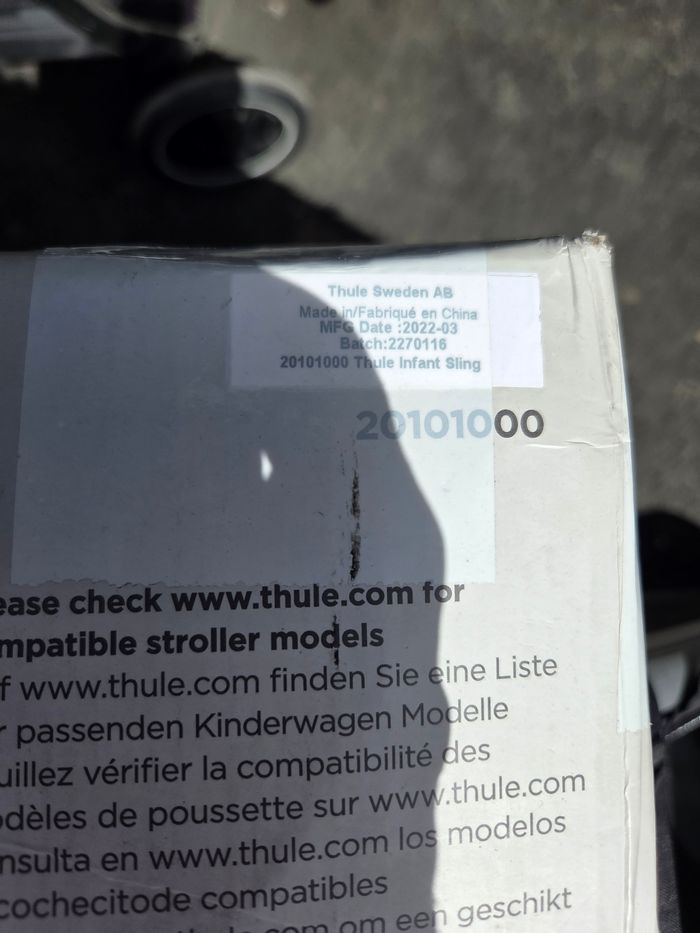 Thule Sweden AB
Made in/Fabriqué en China
MFG Date :2022-03
Batch:2270116
20101000 Thule Infant Sling
20101000
ease check www.thule.com for
mpatible stroller models
f www.thule.com finden Sie eine Liste
r passenden Kinderwagen Modelle
uillez vérifier la compatibilité des
odèles de poussette sur www.thule.com
nsulta en www.thule.com los modelos
cochecitode compatibles
om een geschikt